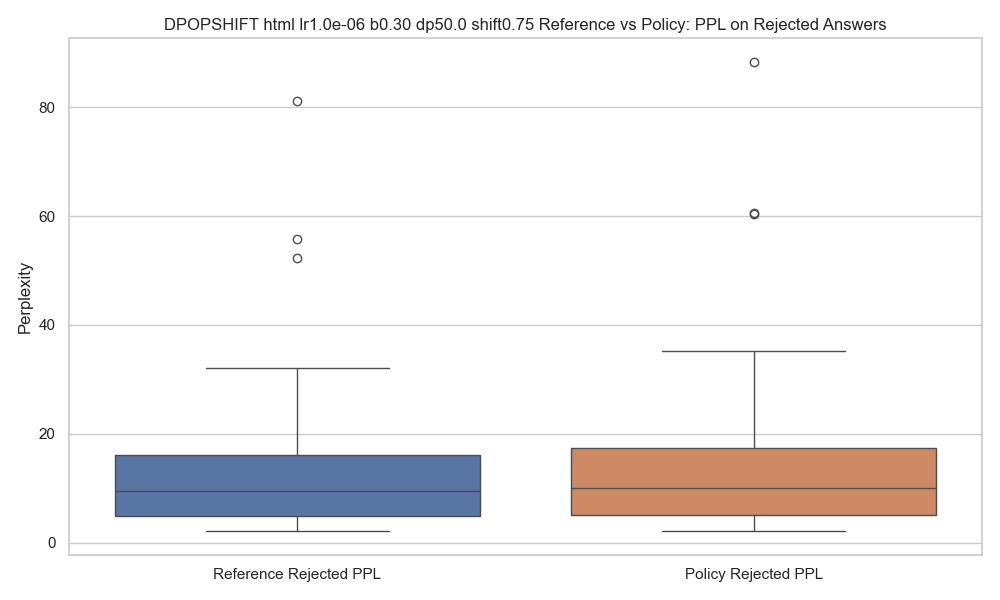 DPOPSHIFT html lr1.0e-06 b0.30 dp50.0 shift0.75 Reference vs Policy: PPL on Rejected Answers
Perplexity
80
60
40
20
0
Reference Rejected PPL
Policy Rejected PPL